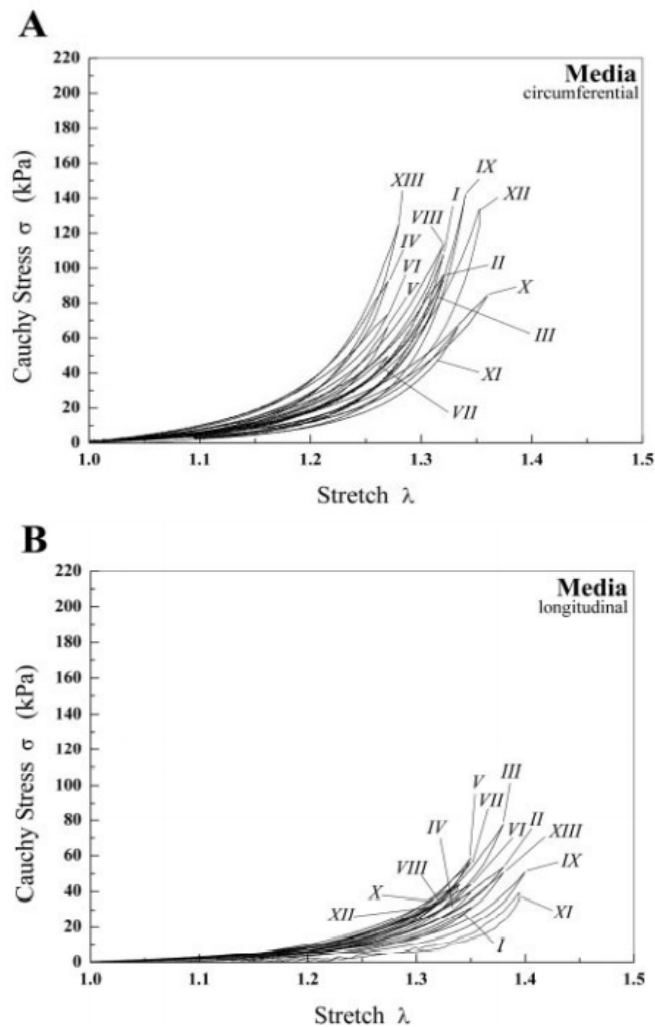 A
220
200
180
160
140
120
100
80
60
40
20
0
Cauchy Stress σ (kPa)
Media
circumferential
XIII
IV
VI
V
VIII
I
IX
XII
II
X
III
XI
VII
1.0 1.1 1.2 1.3 1.4 1.5
Stretch λ
B
220
200
180
160
140
120
100
80
60
40
20
0
Cauchy Stress σ (kPa)
Media
longitudinal
V
III
VII
IV
VI
II
XIII
VIII
IX
X
XII
XI
I
1.0 1.1 1.2 1.3 1.4 1.5
Stretch λ